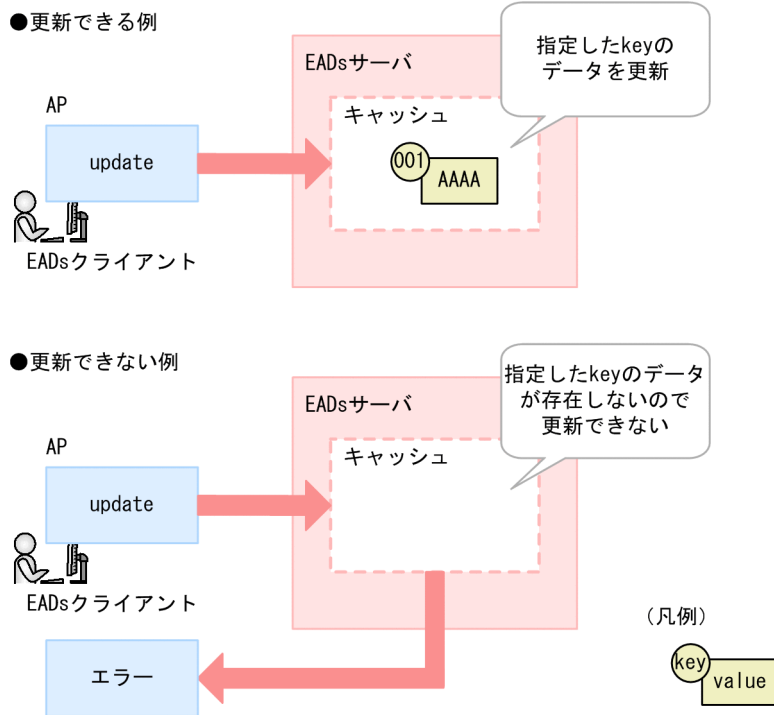 ●更新できる例
EADsサーバ
指定したkeyの
データを更新
AP
キャッシュ
update
001
AAAA
EADsクライアント
●更新できない例
EADsサーバ
指定したkeyのデータ
が存在しないので
更新できない
AP
キャッシュ
update
EADsクライアント
(凡例)
エラー
key
value